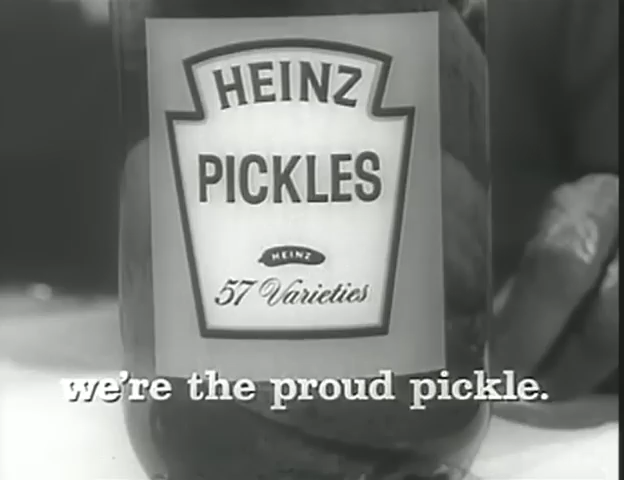 HEINZ
PICKLES
HEINZ
57 Varieties
we're the proud pickle.